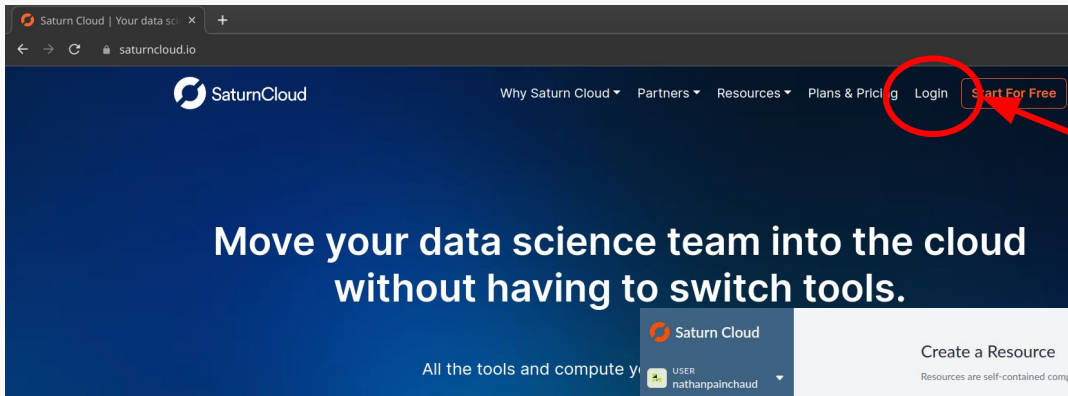 Saturn Cloud | Your data sci
saturncloud.io
SaturnCloud
Why Saturn Cloud Partners Resources Plans & Pricing Login Start For Free
Move your data science team into the cloud
without having to switch tools.
All the tools and compute y
Saturn Cloud
USER
nathanpainchaud
Create a Resource
Resources are self-contained comp